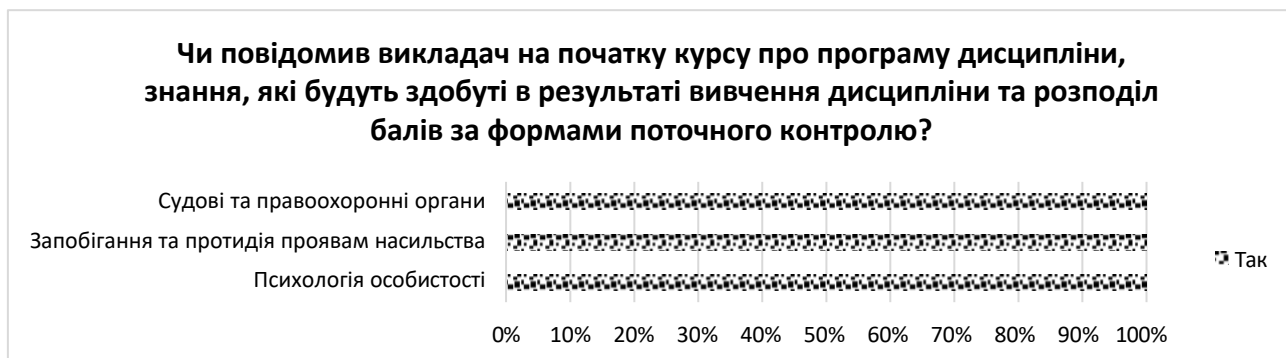 Чи повідомив викладач на початку курсу про програму дисципліни,
знання, які будуть здобуті в результаті вивчення дисципліни та розподіл
балів за формами поточного контролю?
Судові та правоохоронні органи
Запобігання та протидія проявам насильства
Психологія особистості
Так
0% 10% 20% 30% 40% 50% 60% 70% 80% 90% 100%